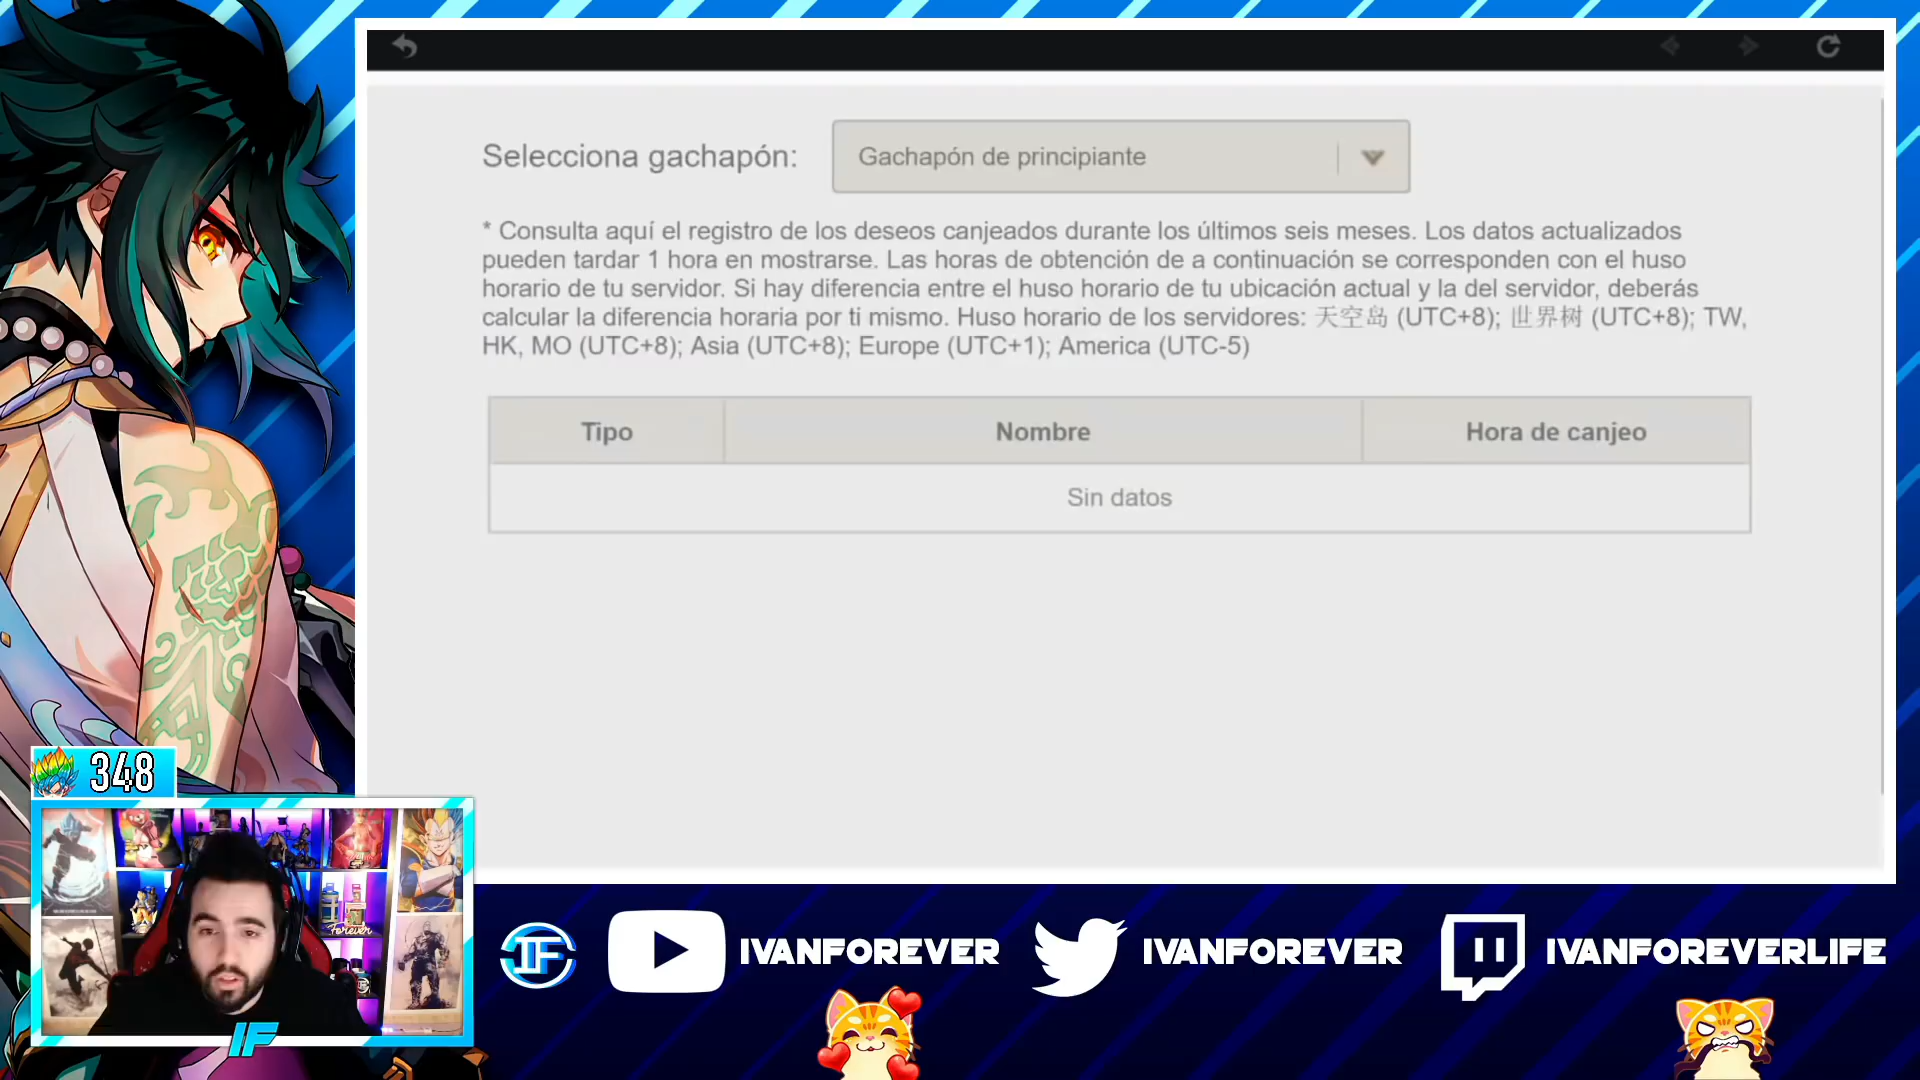 Selecciona gachapón:
Gachapón de principiante
* Consulta aquí el registro de los deseos canjeados durante los últimos seis meses. Los datos actualizados
pueden tardar 1 hora en mostrarse. Las horas de obtención de a continuación se corresponden con el huso
horario de tu servidor. Si hay diferencia entre el huso horario de tu ubicación actual y la del servidor, deberás
calcular la diferencia horaria por ti mismo. Huso horario de los servidores: 天空岛 (UTC+8); 世界树 (UTC+8); TW,
HK, MO (UTC+8); Asia (UTC+8); Europe (UTC+1); America (UTC-5)
Tipo Nombre Hora de canjeo
Sin datos
348
Forever
IF
IF
IVANFOREVER
IVANFOREVER
IVANFOREVERLIFE